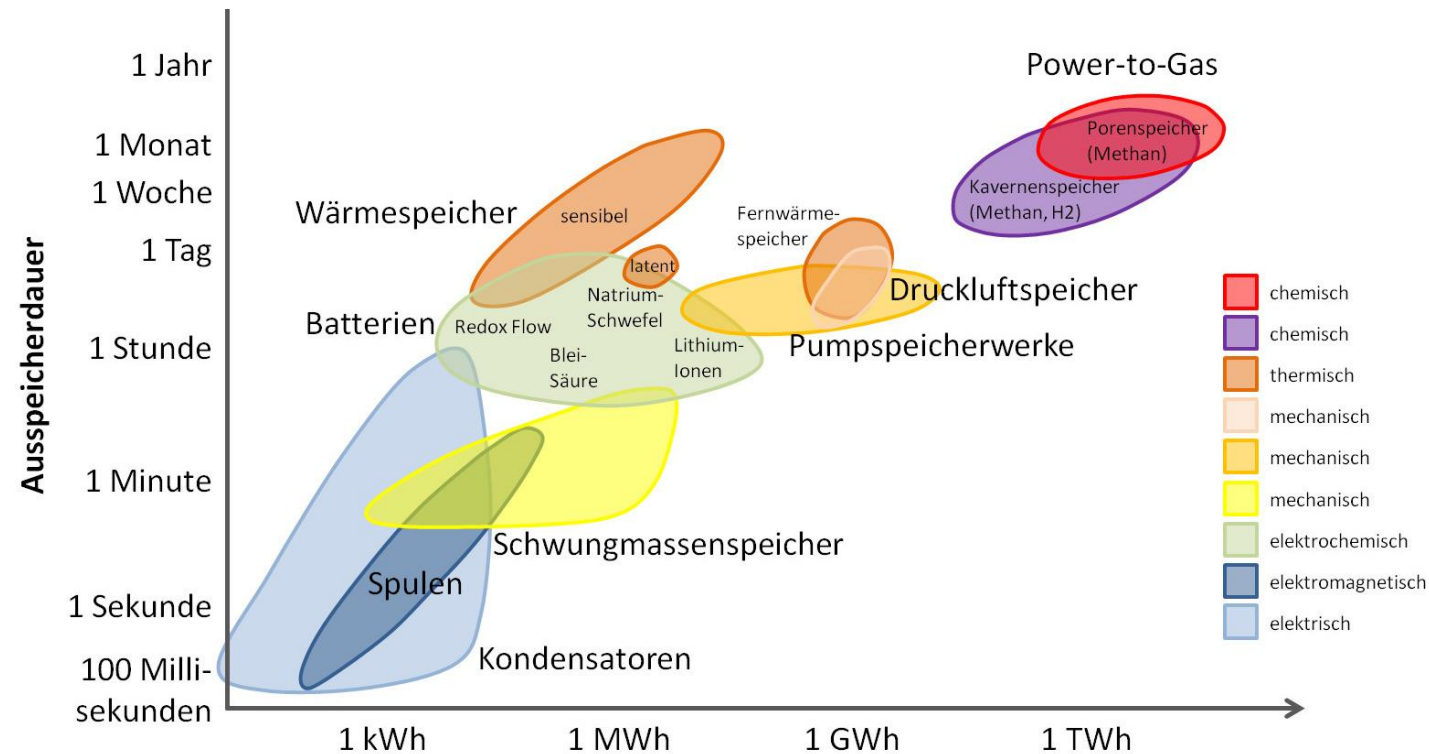 1 Jahr
1 Monat
1 Woche
1 Tag
1 Stunde
1 Minute
1 Sekunde
100 Milli-
sekunden
Ausspeicherdauer
Power-to-Gas
Porenspeicher
(Methan)
Kavernenspeicher
(Methan, H2)
Wärmespeicher
sensibel
Fernwärme-
speicher
latent
Batterien
Redox Flow
Natrium-
Schwefel
Blei-
Säure
Lithium-
Ionen
Druckluftspeicher
Pumpspeicherwerke
Schwungmassenspeicher
Spulen
Kondensatoren
chemisch
chemisch
thermisch
mechanisch
mechanisch
mechanisch
elektrochemisch
elektromagnetisch
elektrisch
1 kWh
1 MWh
1 GWh
1 TWh